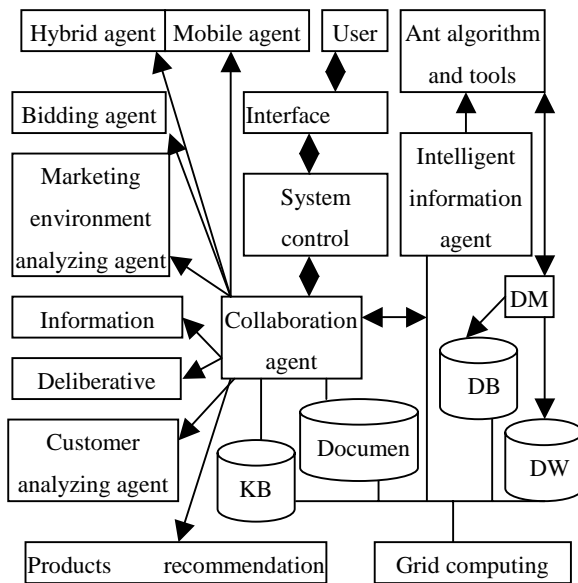 Hybrid agent
Mobile agent
User
Ant algorithm
and tools
Bidding agent
Interface
Marketing
environment
analyzing agent
System
control
Intelligent
information
agent
Information
Collaboration
agent
DM
Deliberative
DB
Customer
analyzing agent
KB
Documen
DW
Products recommendation
Grid computing